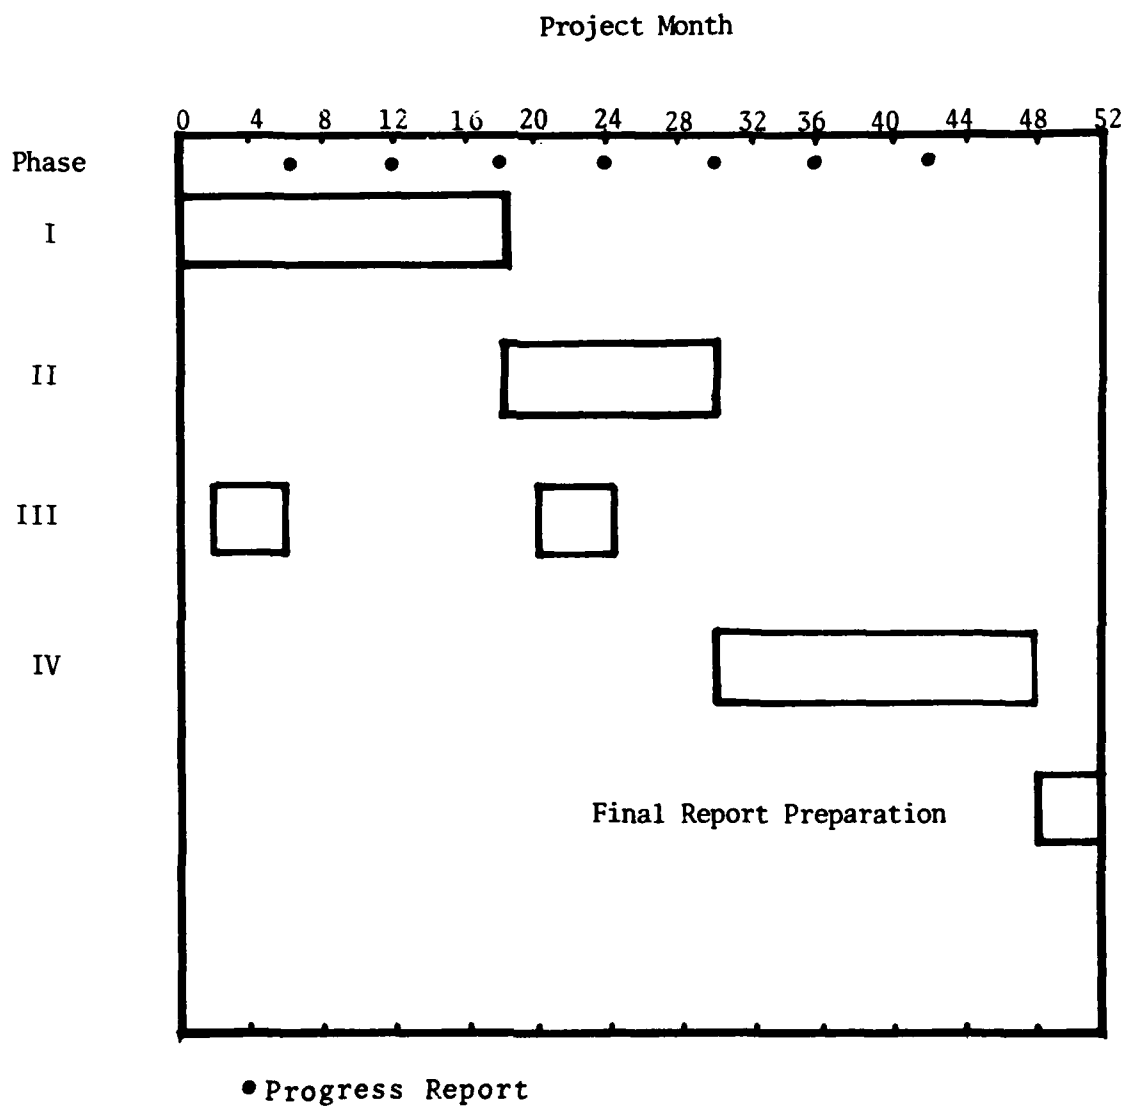 Project Month
0 4 8 12 16 20 24 28 32 36 40 44 48 52
Phase
I
II
III
IV
Final Report Preparation
Progress Report